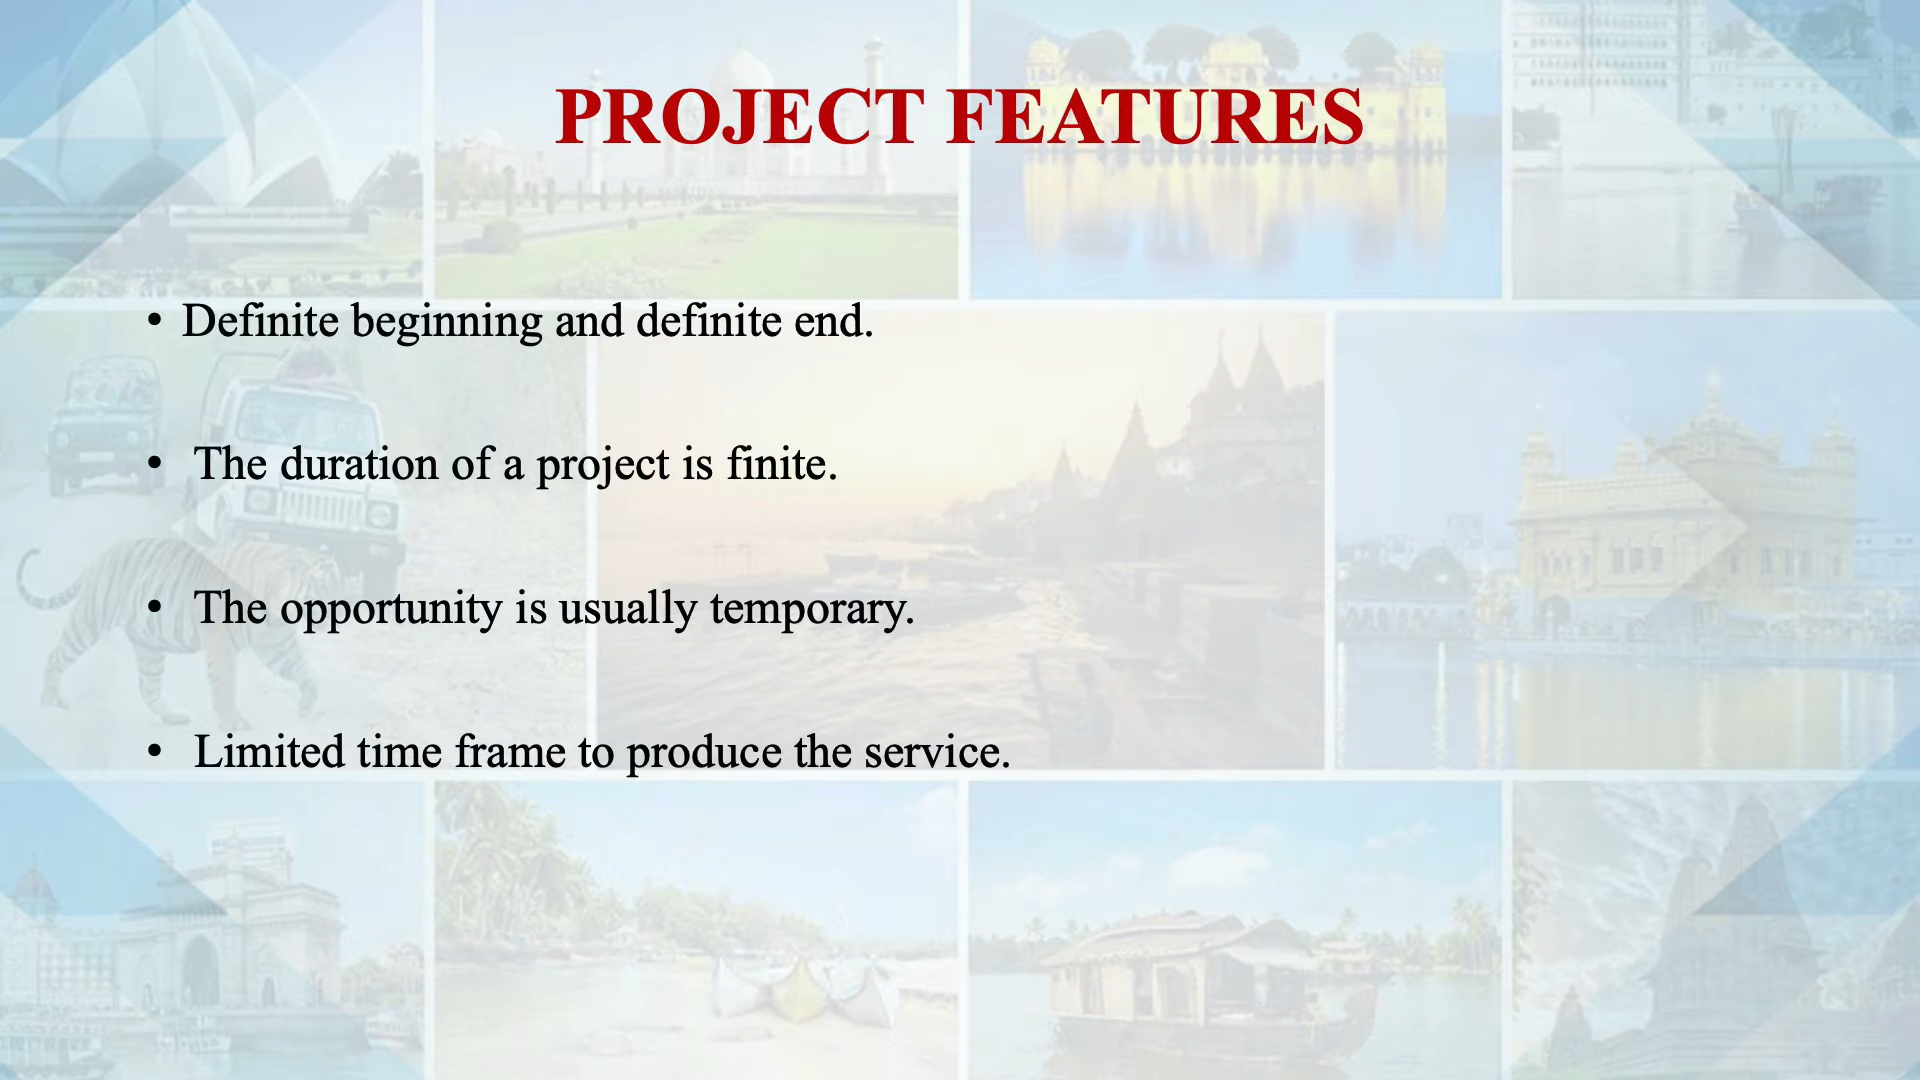 PROJECT FEATURES
• Definite beginning and definite end.
• The duration of a project is finite.
• The opportunity is usually temporary.
• Limited time frame to produce the service.